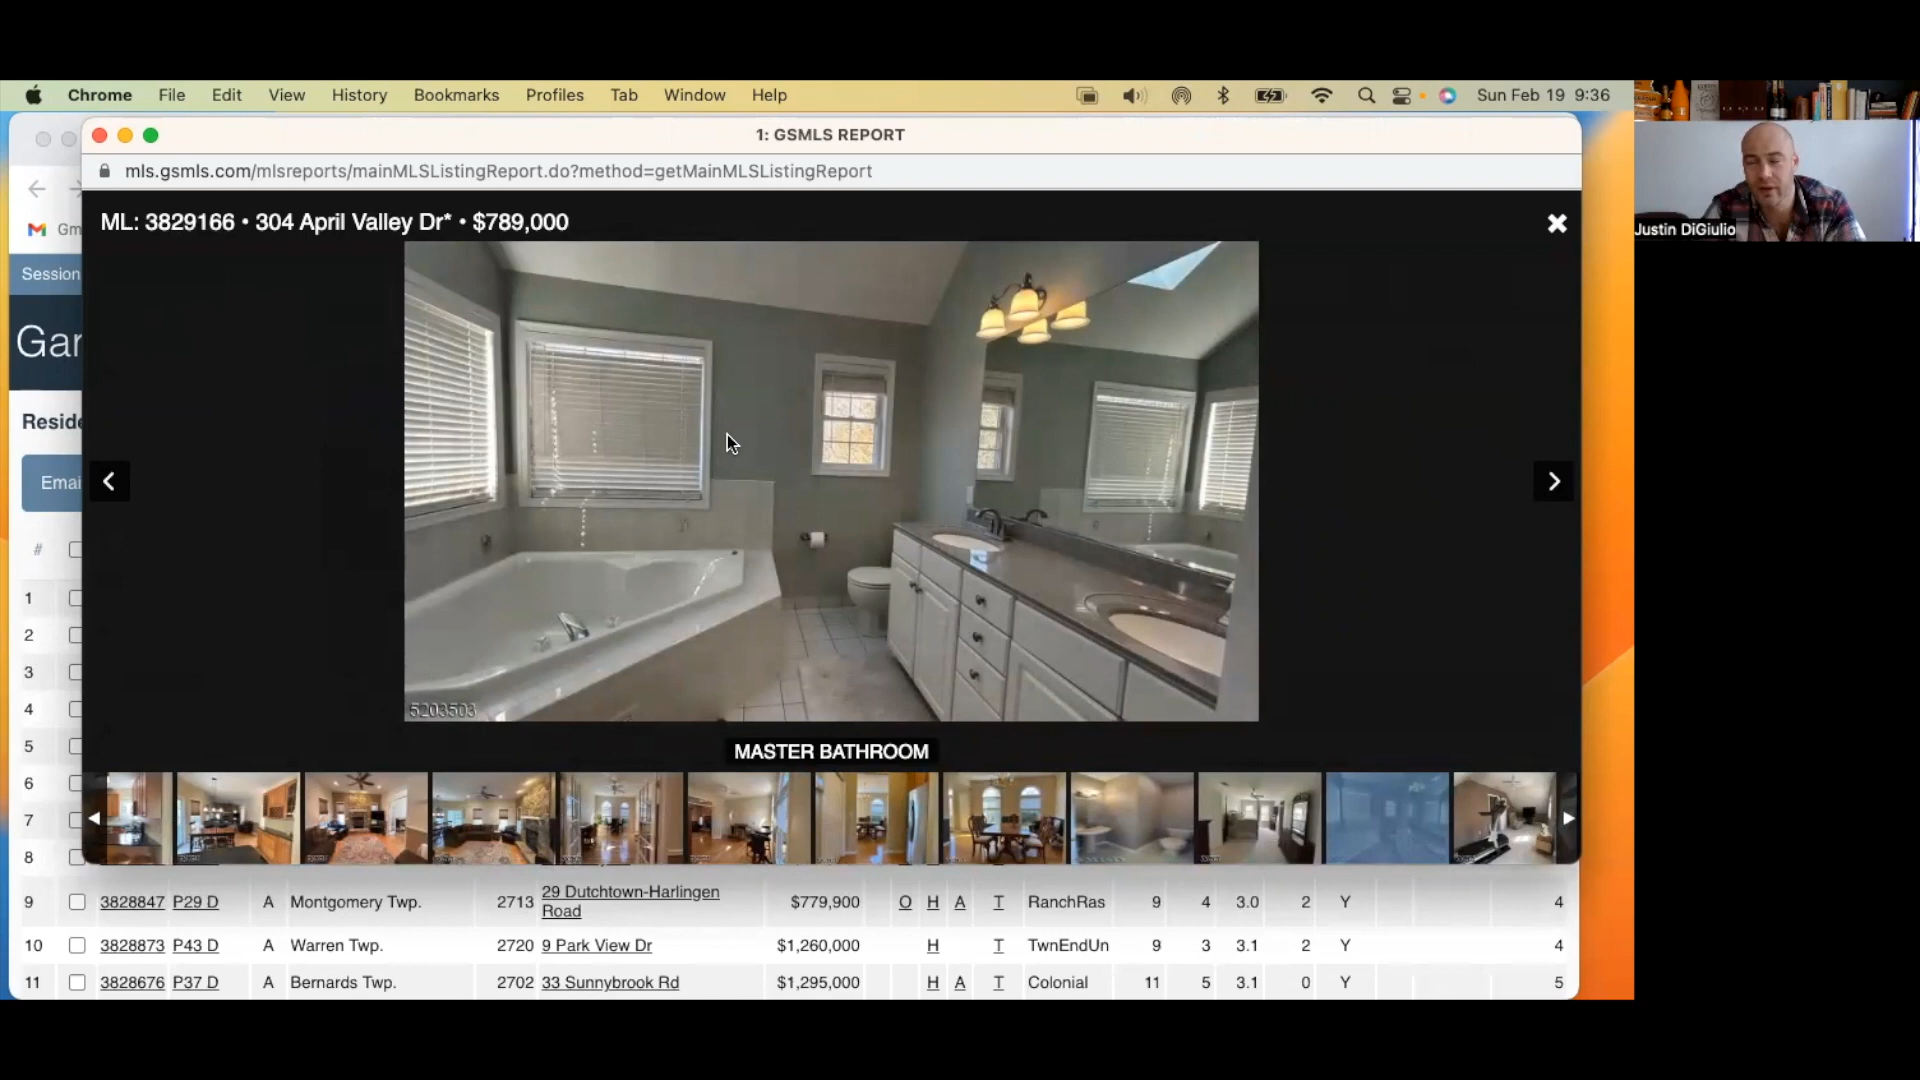 Chrome File Edit View History Bookmarks Profiles Tab Window Help Sun Feb 19 9:36
1: GSMLS REPORT
mls.gsmls.com/mlsreports/mainMLSListingReport.do?method=getMainMLSListingReport
Gm
ML: 3829166 • 304 April Valley Dr* • $789,000
Justin DiGiulio
Session
Gar
Reside
Emai
#
1
2
3
4
5
6
7
8
5203503
MASTER BATHROOM
9 3828847 P29 D A Montgomery Twp. 2713 29 Dutchtown-Harlingen Road $779,900 O H A T RanchRas 9 4 3.0 2 Y 4
10 3828873 P43 D A Warren Twp. 2720 9 Park View Dr $1,260,000 H T TwnEndUn 9 3 3.1 2 Y 4
11 3828676 P37 D A Bernards Twp. 2702 33 Sunnybrook Rd $1,295,000 H A T Colonial 11 5 3.1 0 Y 5